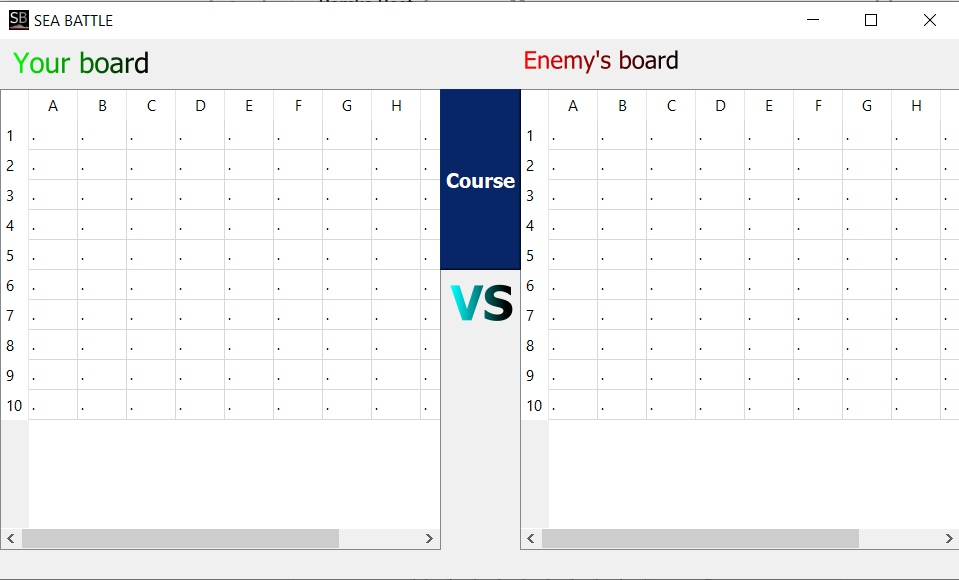 SB SEA BATTLE
Your board
Enemy's board
A B C D E F G H
1 . . . . . . . . .
2 . . . . . . . . .
3 . . . . . . . . .
4 . . . . . . . . .
5 . . . . . . . . .
6 . . . . . . . . .
7 . . . . . . . . .
8 . . . . . . . . .
9 . . . . . . . . .
10 . . . . . . . . .
Course
VS
A B C D E F G H
1 . . . . . . . . .
2 . . . . . . . . .
3 . . . . . . . . .
4 . . . . . . . . .
5 . . . . . . . . .
6 . . . . . . . . .
7 . . . . . . . . .
8 . . . . . . . . .
9 . . . . . . . . .
10 . . . . . . . . .